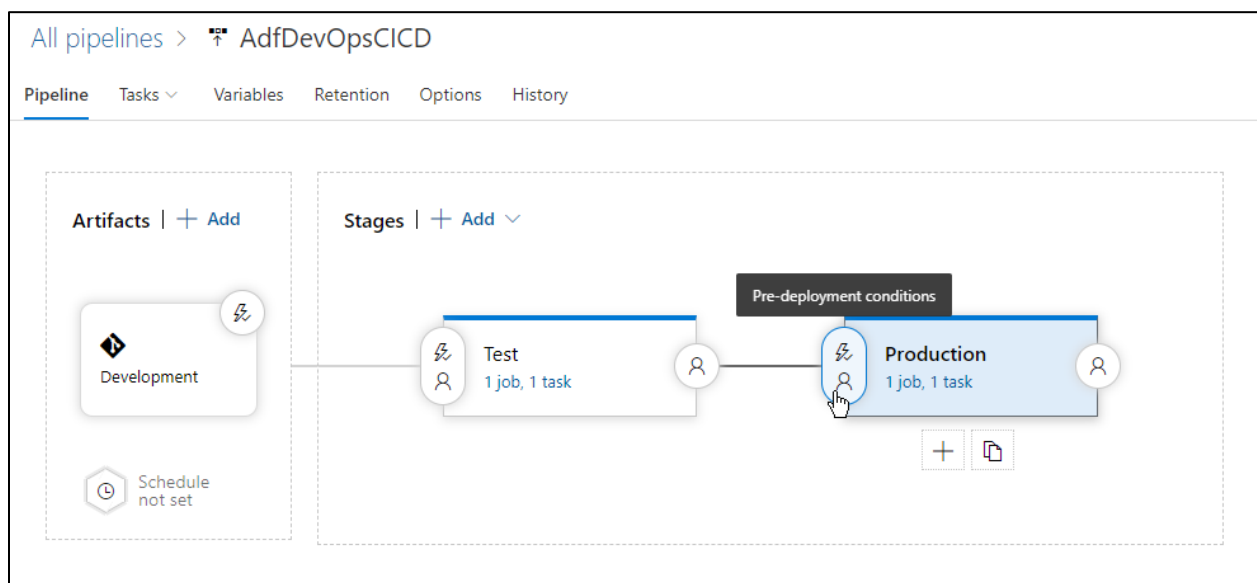 All pipelines > AdfDevOpsCICD
Pipeline Tasks Variables Retention Options History
Artifacts | + Add
Stages | + Add
Pre-deployment conditions
Development
Test
1 job, 1 task
Production
1 job, 1 task
Schedule
not set